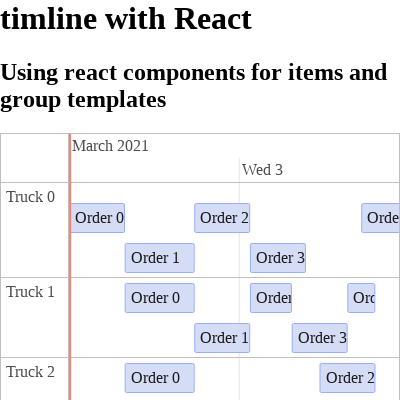 timline with React
Using react components for items and
group templates
March 2021
Wed 3
Truck 0
Order 0
Order 2
Orde
Order 1
Order 3
Truck 1
Order 0
Order
Ord
Order 1
Order 3
Truck 2
Order 0
Order 2